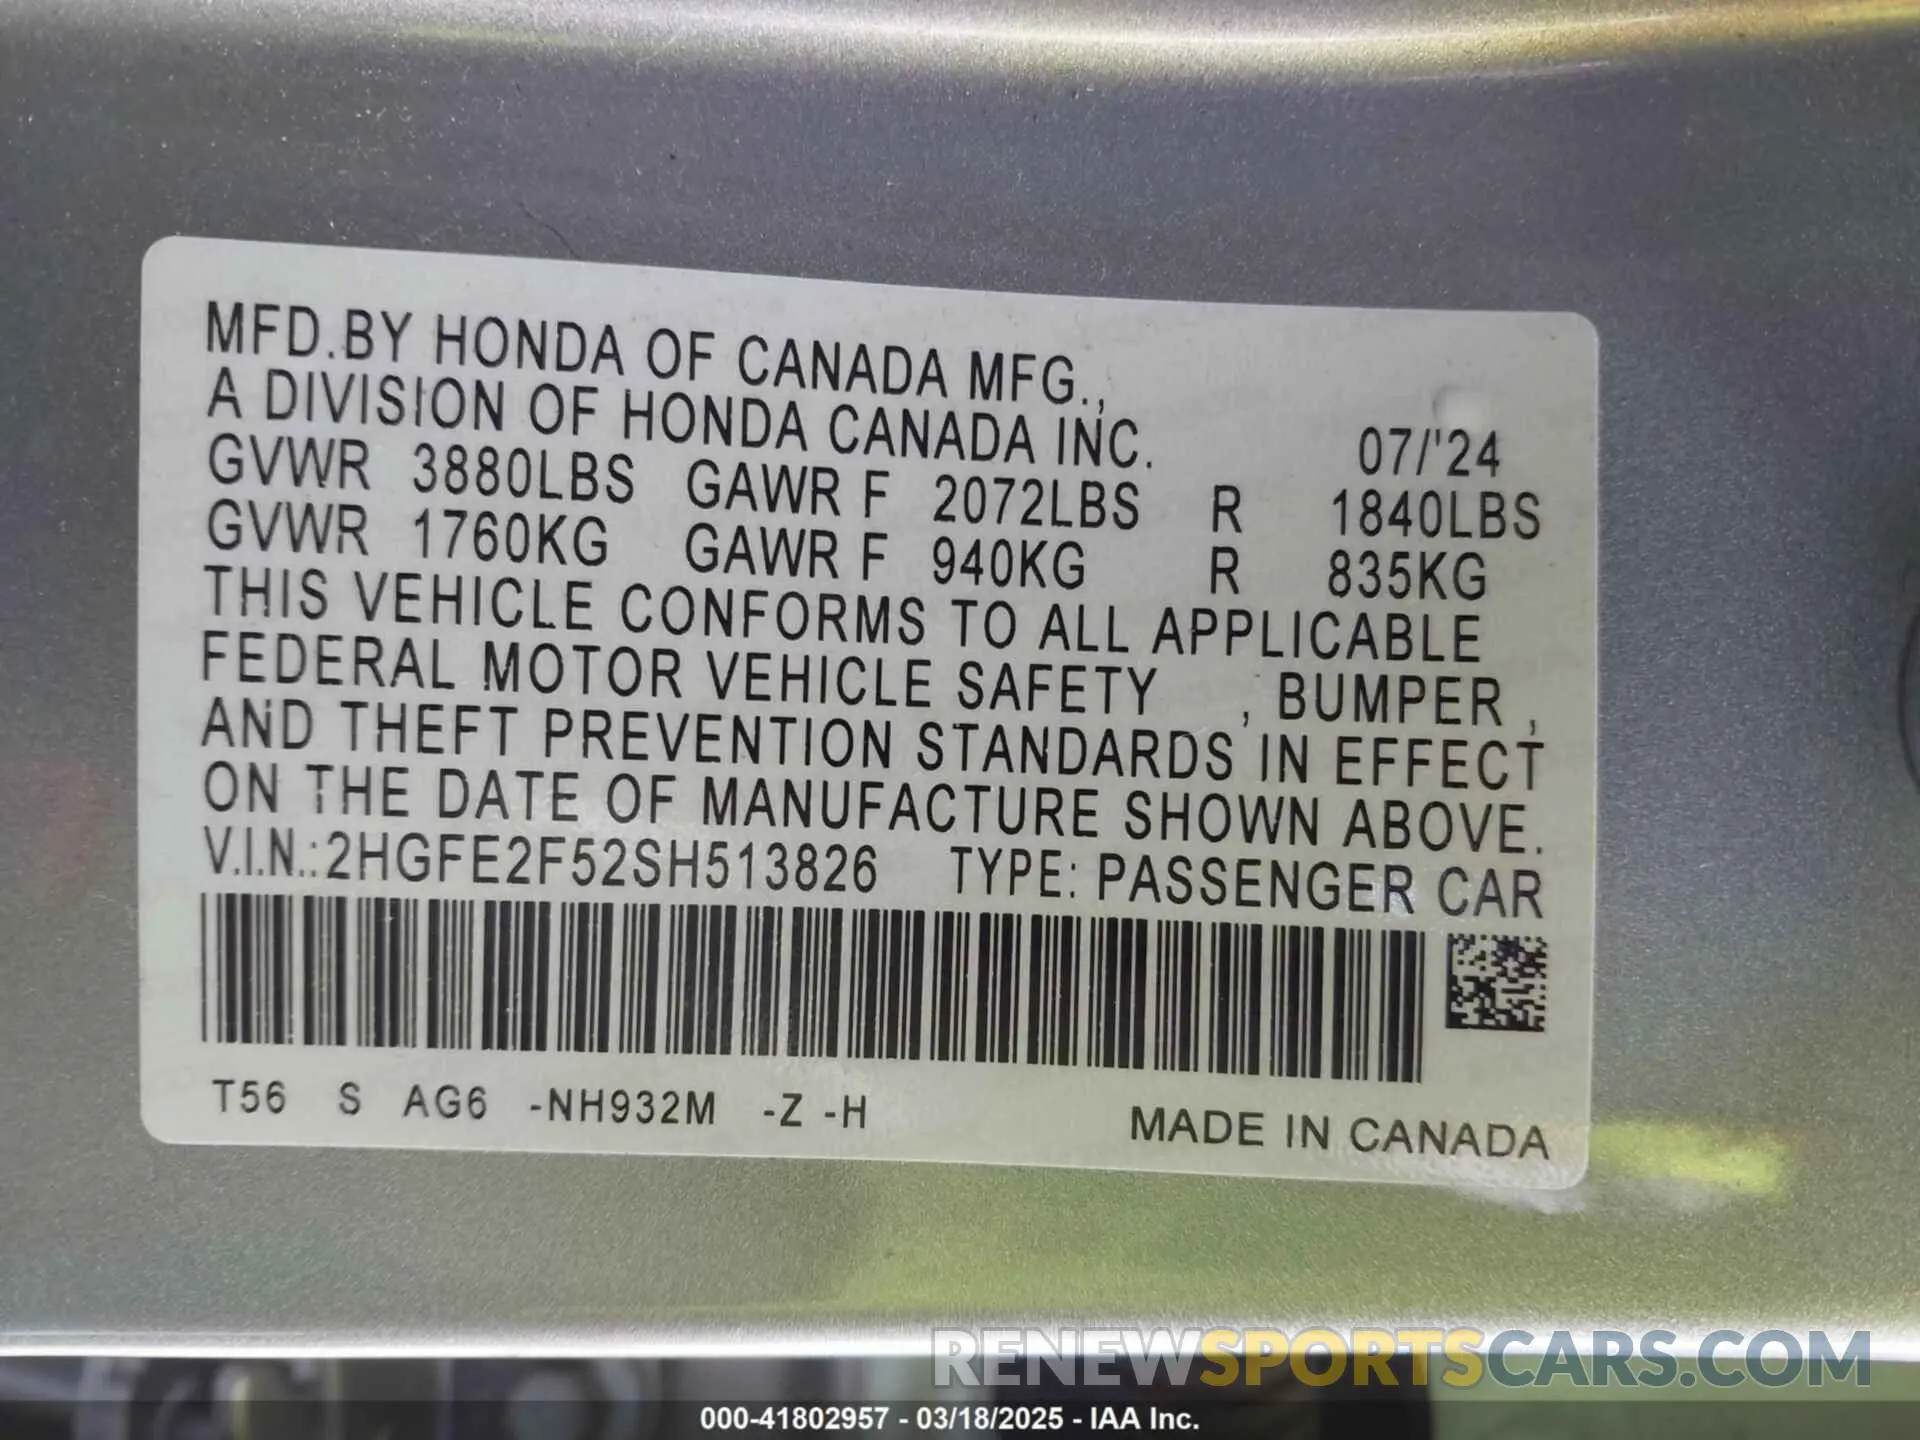 MFD.BY HONDA OF CANADA MFG.,
A DIVISION OF HONDA CANADA INC. 07/'24
GVWR 3880LBS GAWR F 2072LBS R 1840LBS
GVWR 1760KG GAWR F 940KG R 835KG
THIS VEHICLE CONFORMS TO ALL APPLICABLE
FEDERAL MOTOR VEHICLE SAFETY , BUMPER ,
AND THEFT PREVENTION STANDARDS IN EFFECT
ON THE DATE OF MANUFACTURE SHOWN ABOVE.
V.I.N.:2HGFE2F52SH513826 TYPE: PASSENGER CAR
T56 S AG6 -NH932M -Z -H
MADE IN CANADA
RENEWSPORTSCARS.COM
000-41802957 - 03/18/2025 - IAA Inc.